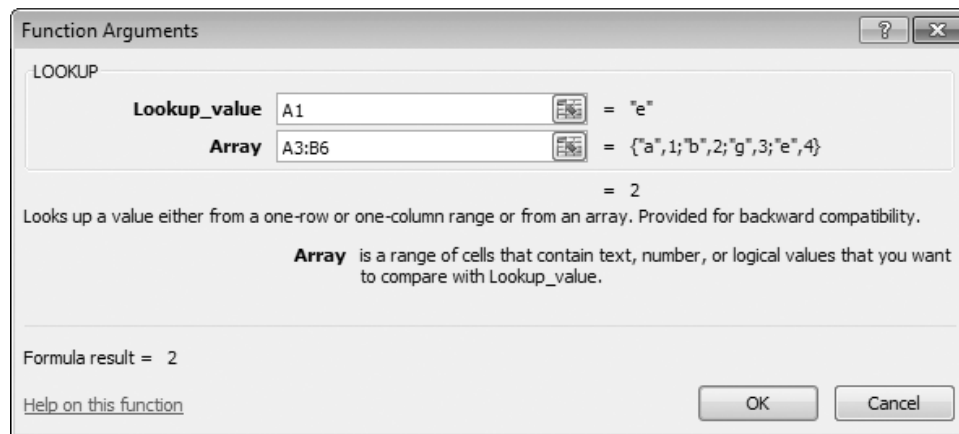 Function Arguments
LOOKUP
Lookup_value A1 = "e"
Array A3:B6 = {"a",1;"b",2;"g",3;"e",4}
= 2
Looks up a value either from a one-row or one-column range or from an array. Provided for backward compatibility.
Array is a range of cells that contain text, number, or logical values that you want
to compare with Lookup_value.
Formula result = 2
Help on this function OK Cancel